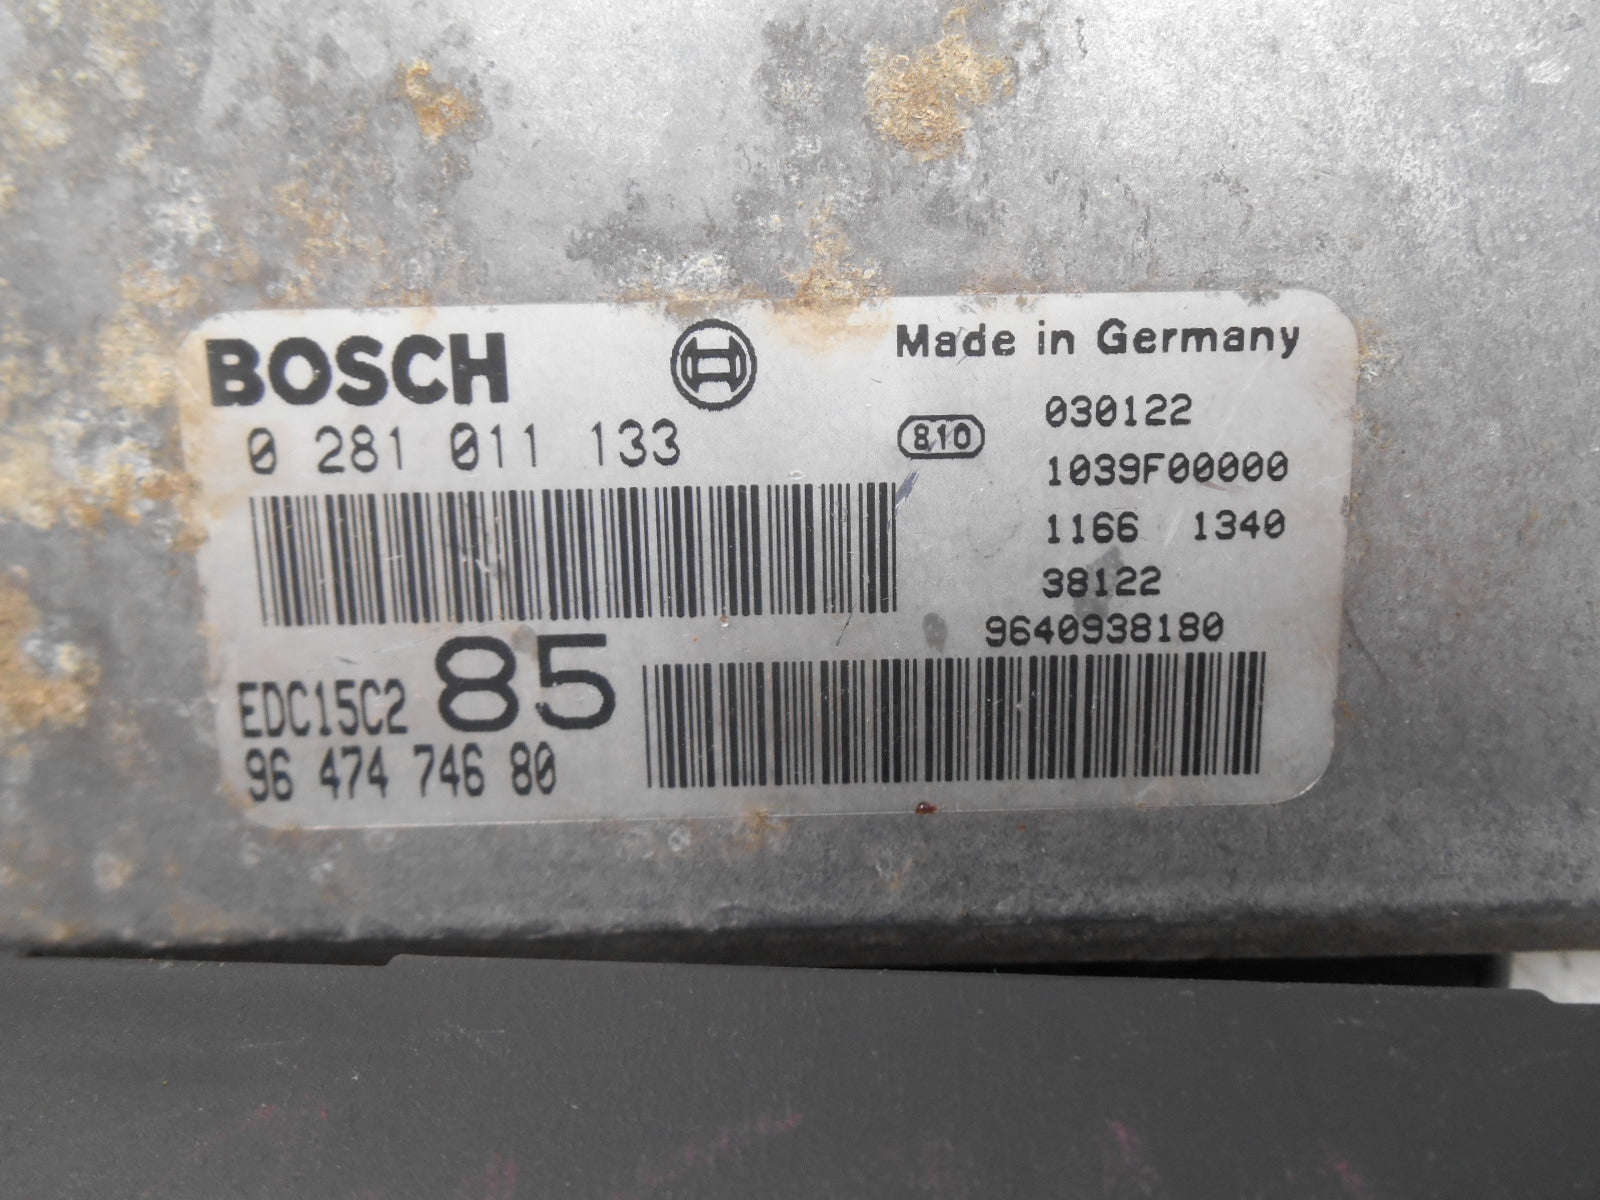 BOSCH
Made in Germany
0 281 011 133
810
030122
1039F00000
1166 1340
38122
9640938180
EDC15C2 85
96 474 746 80